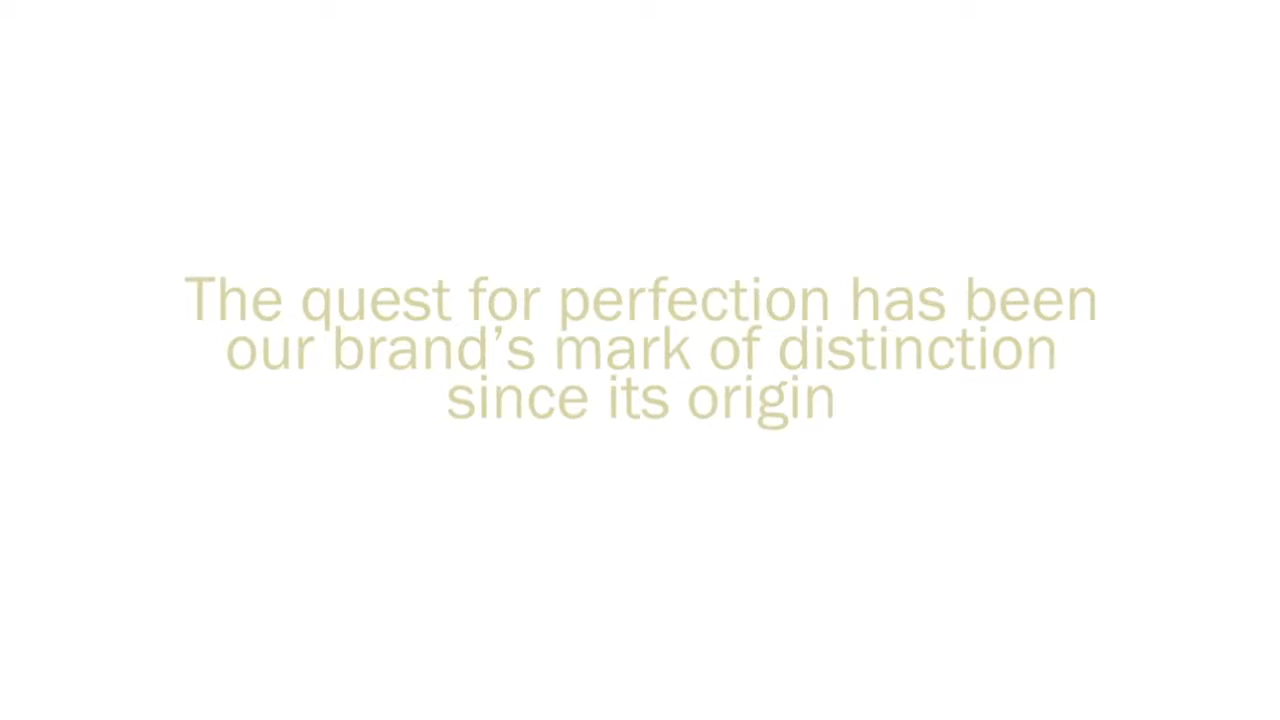 The quest for perfection has been
our brand’s mark of distinction
since its origin